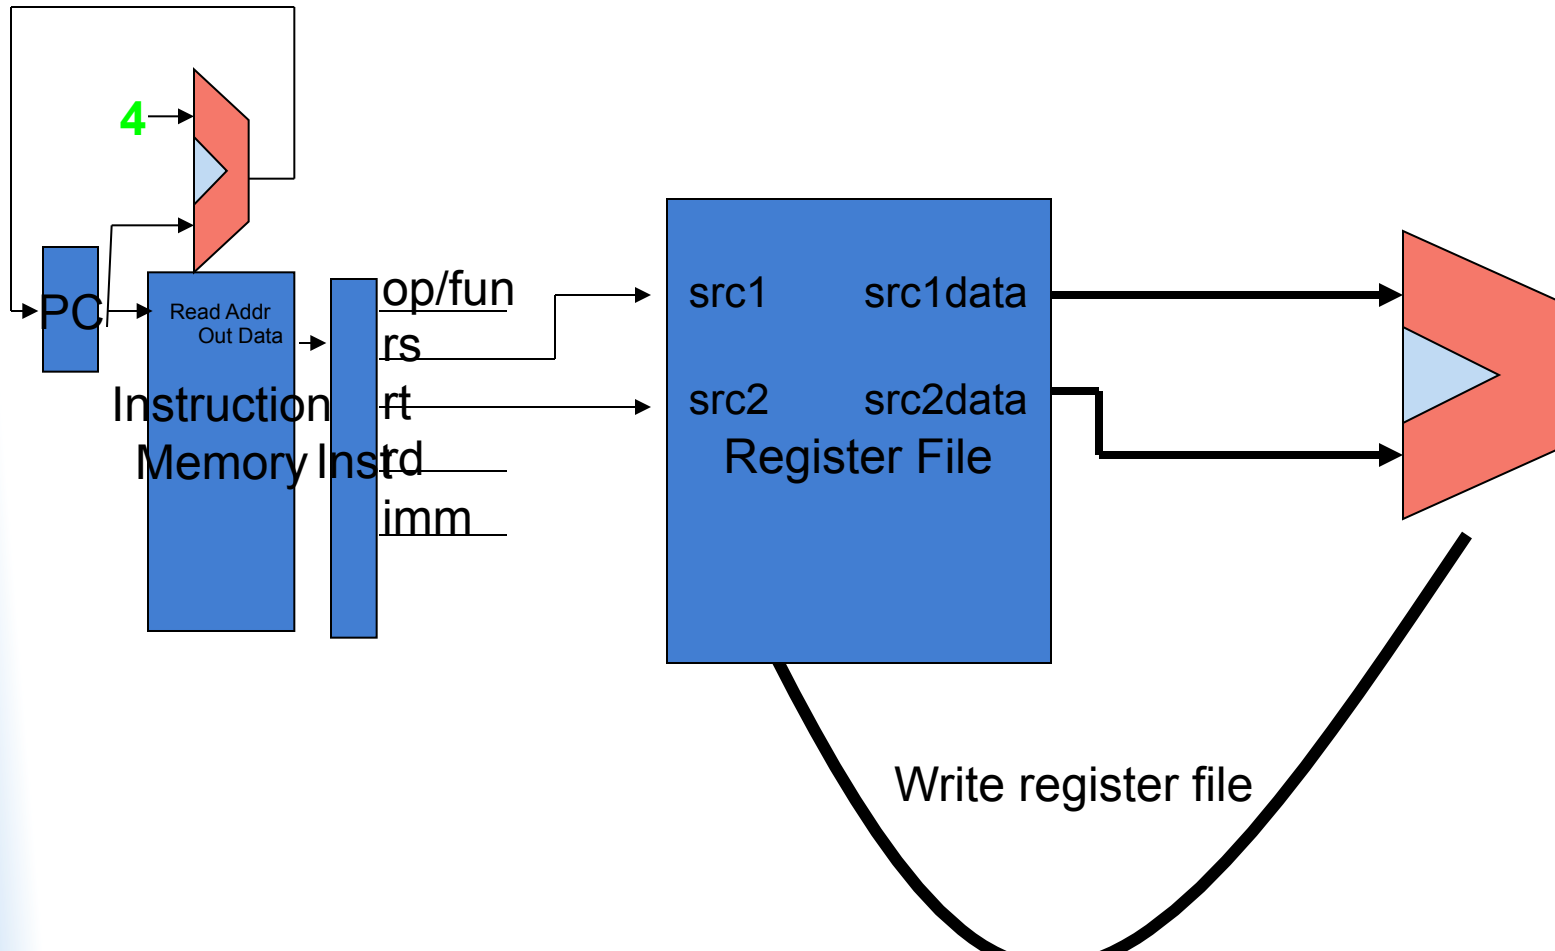 4
PC
Read Addr
Out Data
Instruction
Memory
Inst
op/fun
rs
rt
rd
imm
src1
src1data
src2
src2data
Register File
Write register file